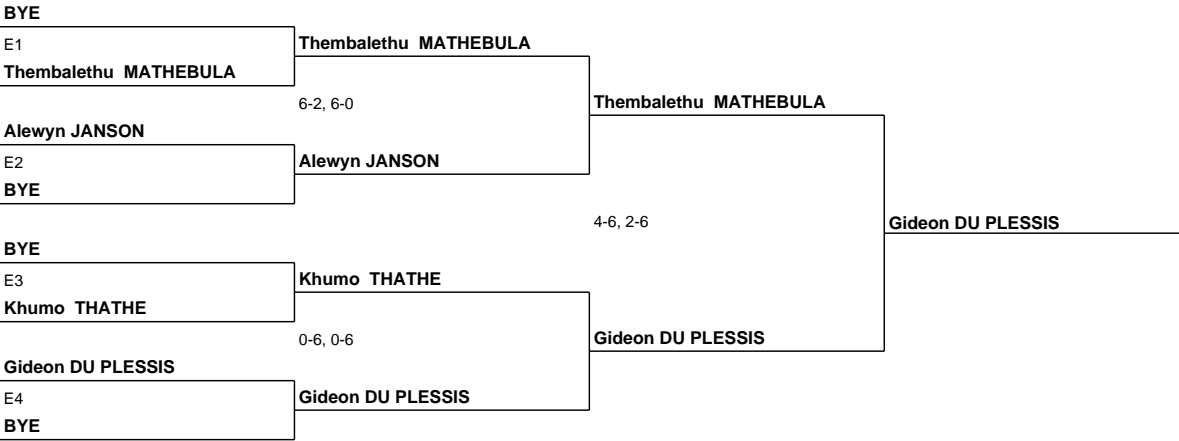 BYE
E1
Thembalethu MATHEBULA
Thembalethu MATHEBULA
6-2, 6-0
Thembalethu MATHEBULA
Alewyn JANSON
E2
Alewyn JANSON
BYE
4-6, 2-6
Gideon DU PLESSIS
BYE
E3
Khumo THATHE
Khumo THATHE
0-6, 0-6
Gideon DU PLESSIS
Gideon DU PLESSIS
E4
Gideon DU PLESSIS
BYE